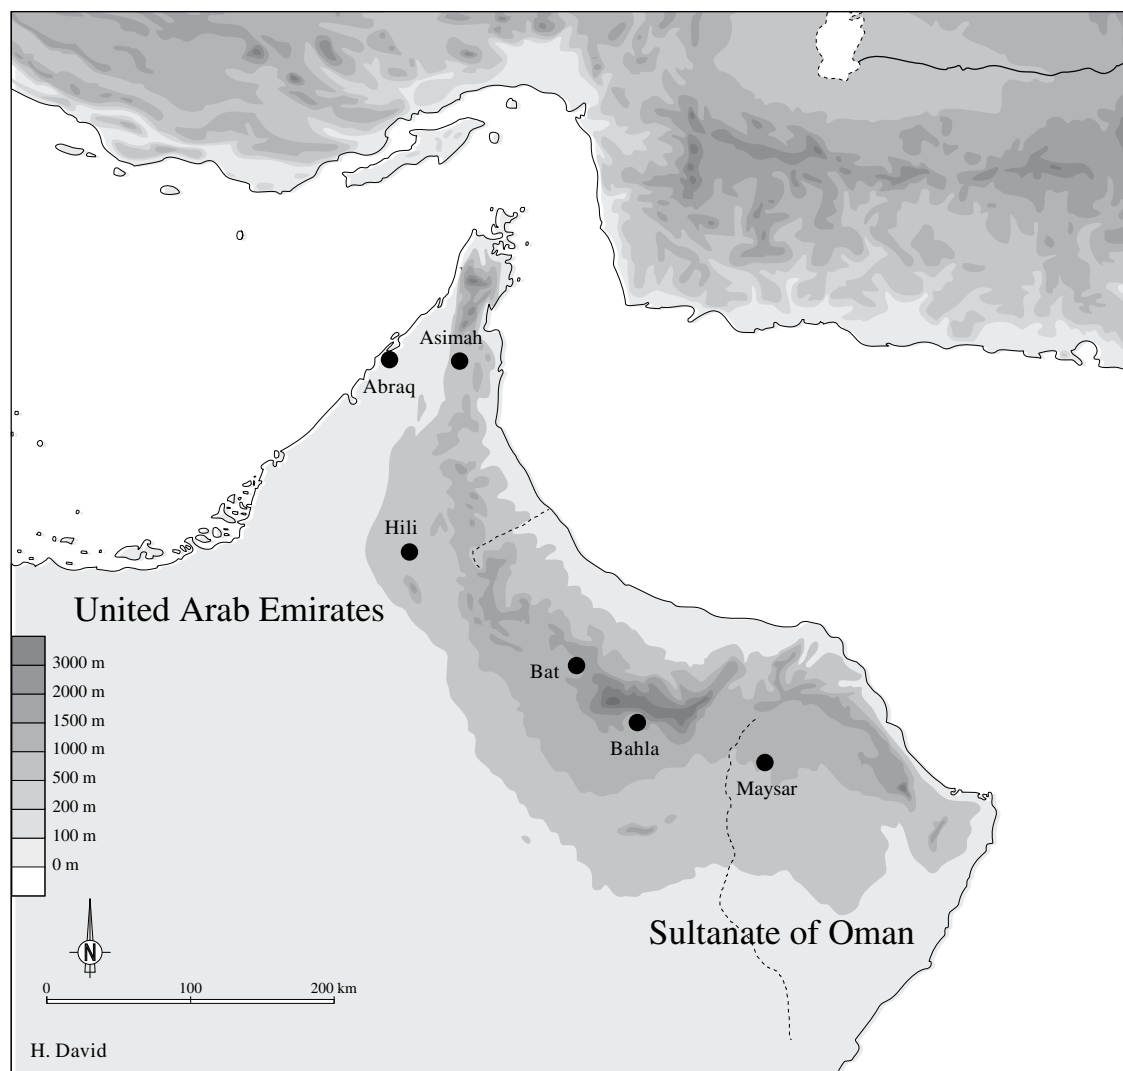 Asimah
Abraq
Hili
United Arab Emirates
Bat
Bahla
Maysar
3000 m
2000 m
1500 m
1000 m
500 m
200 m
100 m
0 m
Sultanate of Oman
N
0 100 200 km
H. David